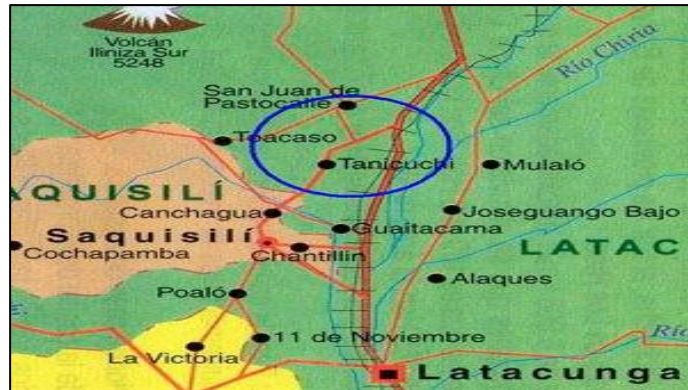 Volcán
Iliniza Sur
5248
Río Chiria
San Juan de
Pastocalle
Toacaso
Tanicuchi
Mulaló
AQUISILÍ
Canchagua
Joseguango Bajo
Guaitacama
Saquisilí
Chantillin
LATAC
Cochapamba
Alaques
Poaló
E.
11 de Noviembre
Río
La Victoria
Latacunga